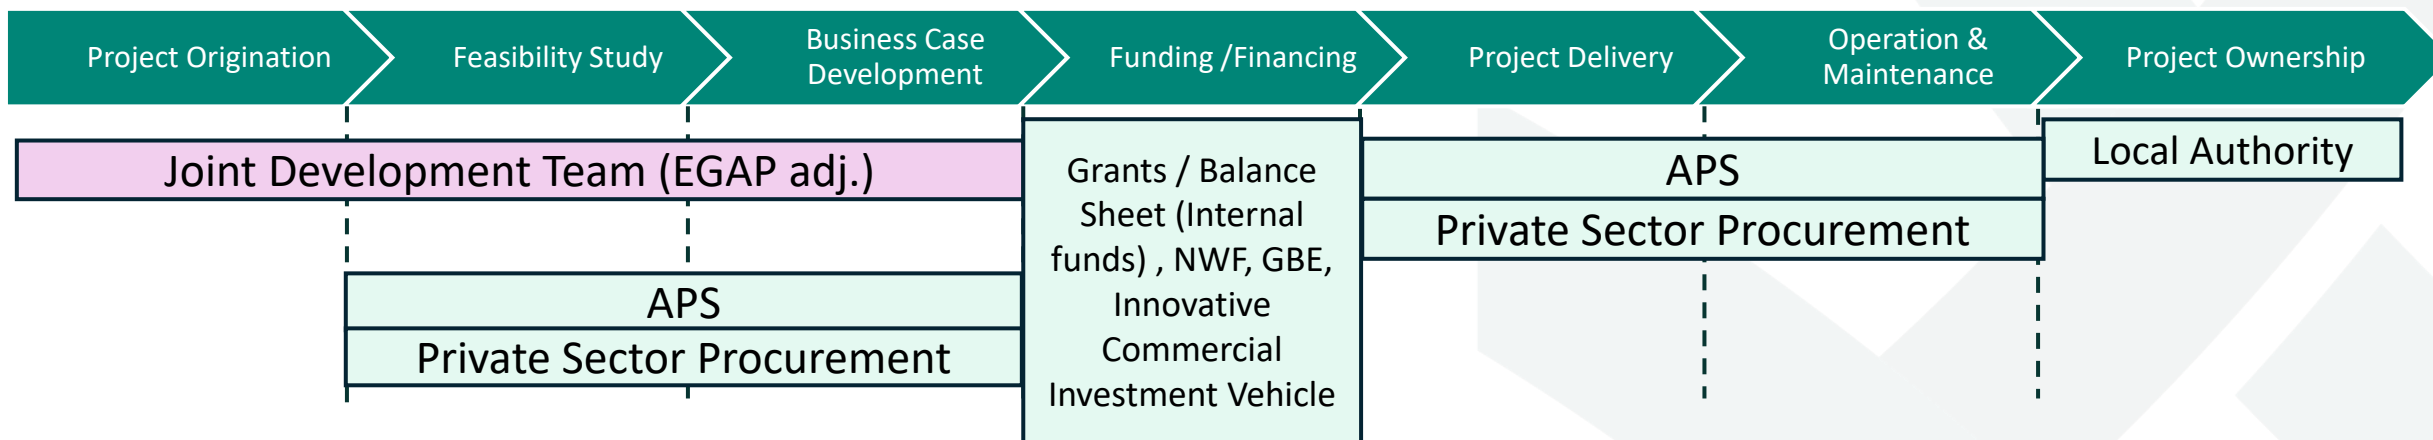 Project Origination
Feasibility Study
Business Case
Development
Funding /Financing
Project Delivery
Operation &
Maintenance
Project Ownership
Joint Development Team (EGAP adj.)
APS
Private Sector Procurement
Grants / Balance
Sheet (Internal
funds) , NWF, GBE,
Innovative
Commercial
Investment Vehicle
APS
Private Sector Procurement
Local Authority